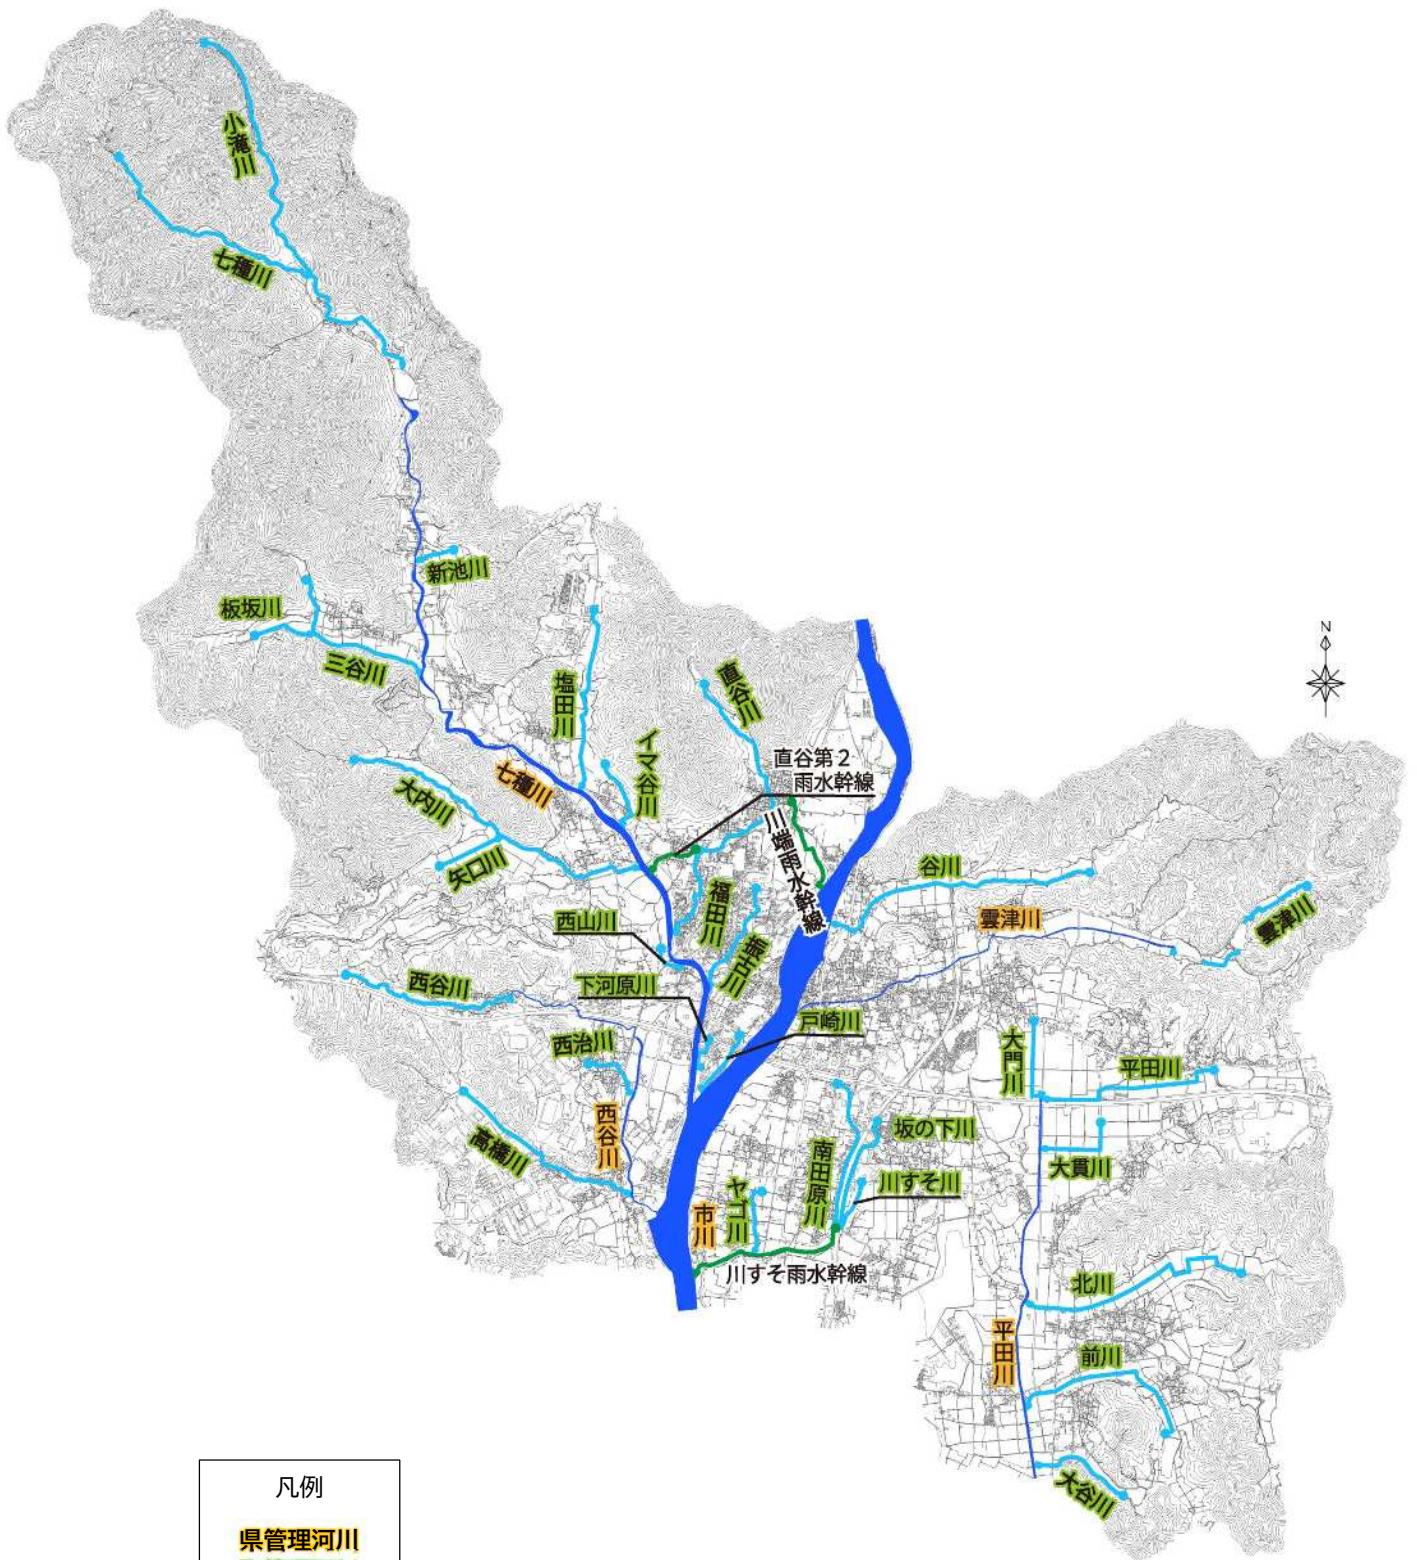 小滝川
七種川
新池川
板坂川
三谷川
塩田川
イマ谷川
直谷川
直谷第2
雨水幹線
川端雨水幹線
七種川
大内川
矢口川
谷川
雲津川
雲津川
福田川
振古川
西山川
下河原川
西谷川
戸崎川
西治川
西谷川
高橋川
大門川
平田川
大貫川
坂の下川
南田原川
川すそ川
ヤゴ川
市川
川すそ雨水幹線
北川
平田川
前川
大谷川
N
凡例
県管理河川